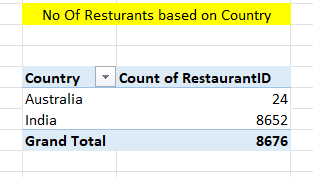 No Of Resturants based on Country
Country Count of RestaurantID
Australia 24
India 8652
Grand Total 8676